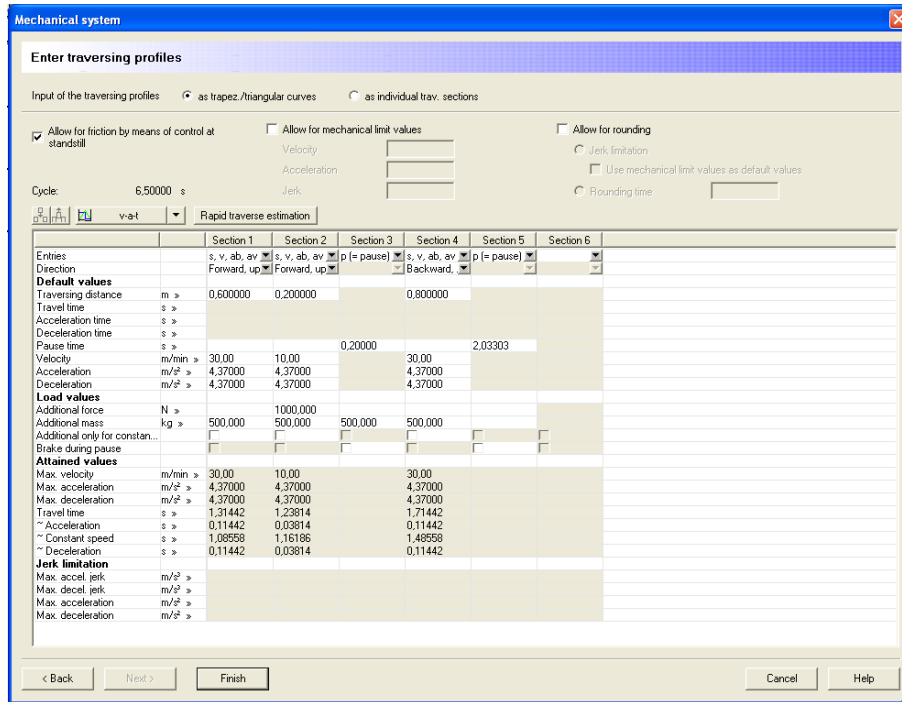 Mechanical system
Enter traversing profiles
Input of the traversing profiles as trapez./triangular curves as individual trav. sections
Allow for friction by means of control at standstill
Allow for mechanical limit values
Velocity
Acceleration
Jerk
Allow for rounding
Jerk limitation
Use mechanical limit values as default values
Rounding time
Cycle: 6,50000 s
v-a-t Rapid traverse estimation
Section 1 Section 2 Section 3 Section 4 Section 5 Section 6
Entries s, v, ab, av s, v, ab, av p (= pause) s, v, ab, av p (= pause)
Direction Forward, up Forward, up Backward, .
Default values
Traversing distance m » 0,600000 0,200000 0,800000
Travel time s »
Acceleration time s »
Deceleration time s »
Pause time s » 0,20000 2,03303
Velocity m/min » 30,00 10,00 30,00
Acceleration m/s² » 4,37000 4,37000 4,37000
Deceleration m/s² » 4,37000 4,37000 4,37000
Load values
Additional force N » 1000,000
Additional mass kg » 500,000 500,000 500,000 500,000
Additional only for constan...
Brake during pause
Attained values
Max. velocity m/min » 30,00 10,00 30,00
Max. acceleration m/s² » 4,37000 4,37000 4,37000
Max. deceleration m/s² » 4,37000 4,37000 4,37000
Travel time s » 1,31442 1,23814 1,71442
~ Acceleration s » 0,11442 0,03814 0,11442
~ Constant speed s » 1,08558 1,16186 1,48558
~ Deceleration s » 0,11442 0,03814 0,11442
Jerk limitation
Max. accel. jerk m/s³ »
Max. decel. jerk m/s³ »
Max. acceleration m/s² »
Max. deceleration m/s² »
< Back Next > Finish Cancel Help